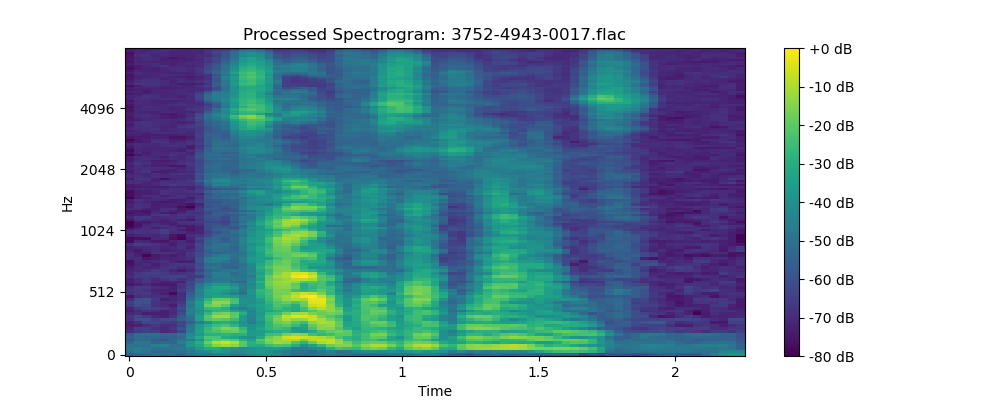 Processed Spectrogram: 3752-4943-0017.flac
+0 dB
-10 dB
-20 dB
-30 dB
-40 dB
-50 dB
-60 dB
-70 dB
-80 dB
Hz
4096
2048
1024
512
0
0 0.5 1 1.5 2
Time